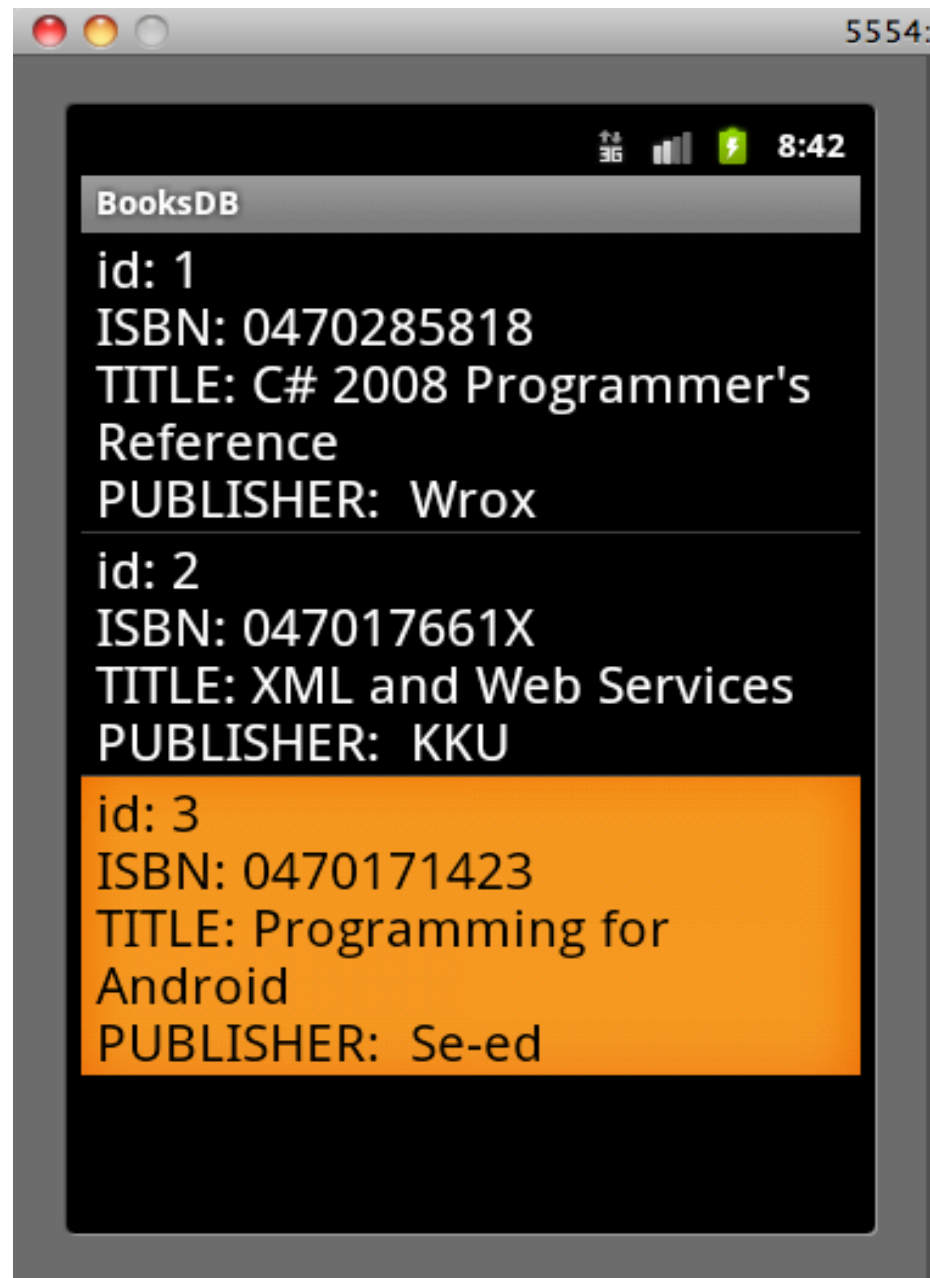 5554:
3G 8:42
BooksDB
id: 1
ISBN: 0470285818
TITLE: C# 2008 Programmer's
Reference
PUBLISHER:  Wrox
id: 2
ISBN: 047017661X
TITLE: XML and Web Services
PUBLISHER:  KKU
id: 3
ISBN: 0470171423
TITLE: Programming for
Android
PUBLISHER:  Se-ed